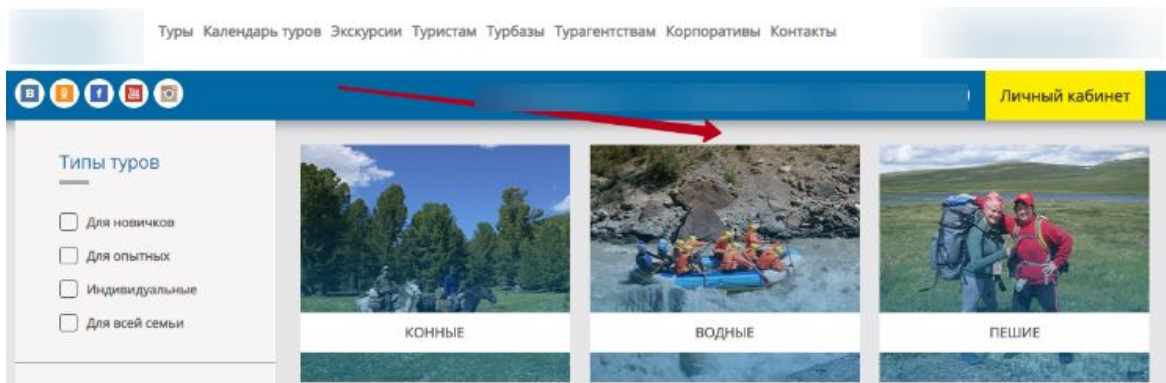 Туры Календарь туров Экскурсии Туристам Турбазы Турагентствам Корпоративы Контакты
Личный кабинет
Типы туров
Для новичков
Для опытных
Индивидуальные
Для всей семьи
КОННЫЕ
ВОДНЫЕ
ПЕШИЕ